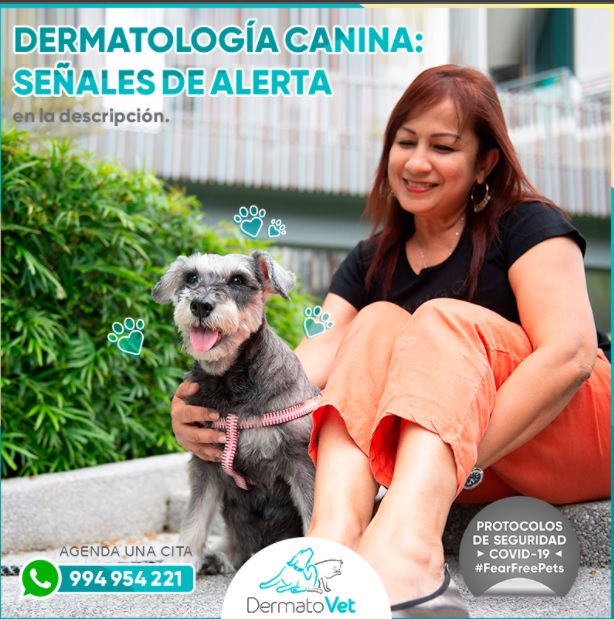 DERMATOLOGÍA CANINA:
SEÑALES DE ALERTA
en la descripción.
AGENDA UNA CITA
994 954 221
DermatoVet
PROTOCOLOS
DE SEGURIDAD
COVID-19
#FearFreePets